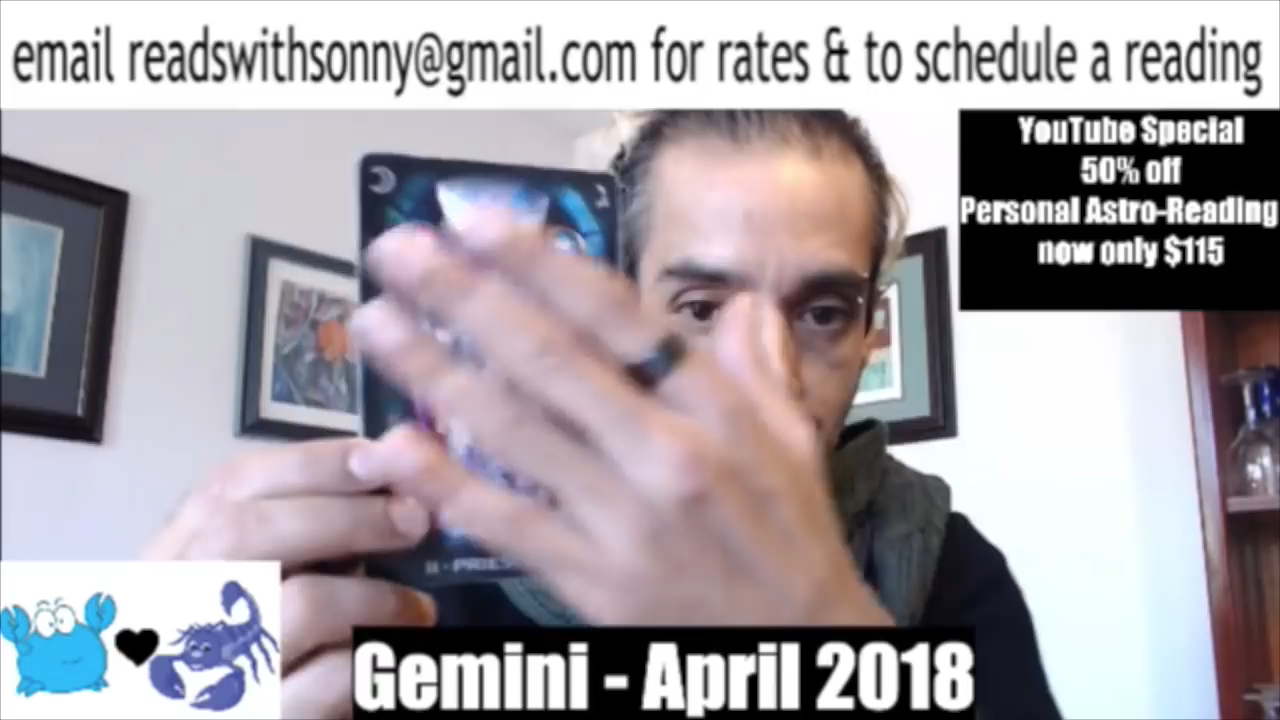 email readswithsonny@gmail.com for rates & to schedule a reading
YouTube Special
50% off
Personal Astro-Reading
now only $115
Gemini - April 2018